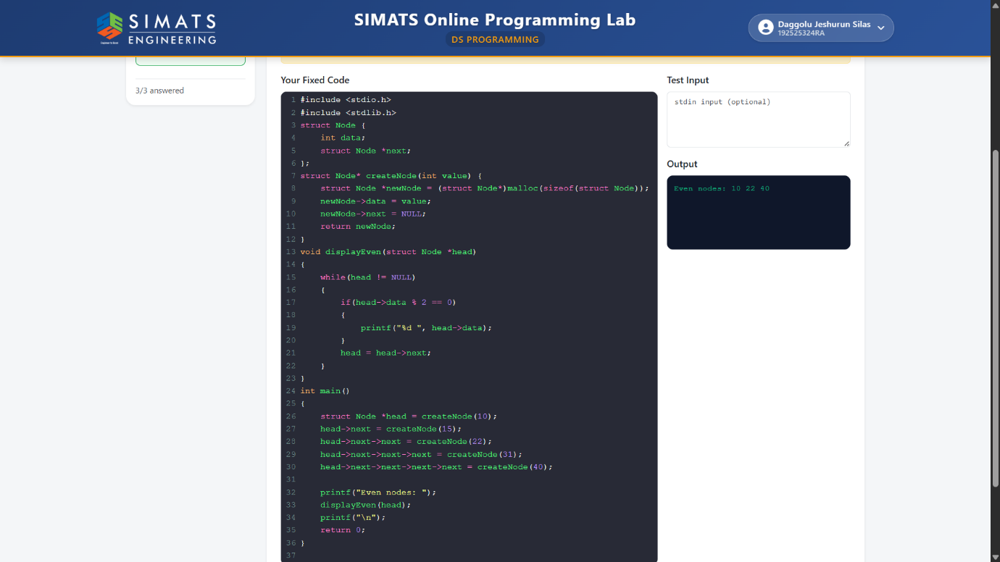 SIMATS
ENGINEERING
SIMATS Online Programming Lab
DS PROGRAMMING
Daggolu Jeshurun Silas
192525324RA
3/3 answered
Your Fixed Code
1 #include <stdio.h>
2 #include <stdlib.h>
3 struct Node {
4     int data;
5     struct Node *next;
6 };
7 struct Node* createNode(int value) {
8     struct Node *newNode = (struct Node*)malloc(sizeof(struct Node));
9     newNode->data = value;
10     newNode->next = NULL;
11     return newNode;
12 }
13 void displayEven(struct Node *head)
14 {
15     while(head != NULL)
16     {
17         if(head->data % 2 == 0)
18         {
19             printf("%d ", head->data);
20         }
21         head = head->next;
22     }
23 }
24 int main()
25 {
26     struct Node *head = createNode(10);
27     head->next = createNode(15);
28     head->next->next = createNode(22);
29     head->next->next->next = createNode(31);
30     head->next->next->next->next = createNode(40);
31
32     printf("Even nodes: ");
33     displayEven(head);
34     printf("\n");
35     return 0;
36 }
37
Test Input
stdin input (optional)
Output
Even nodes: 10 22 40